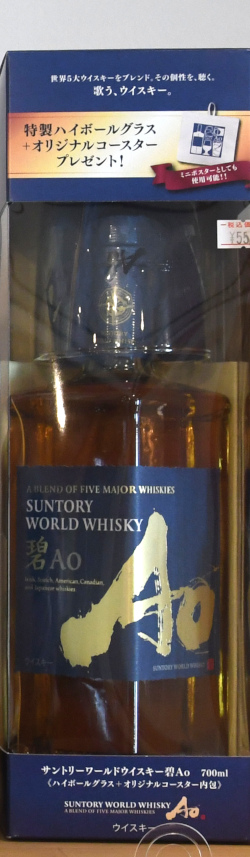 世界5大ウイスキーをブレンド。その個性を、聴く。
歌う、ウイスキー。
特製ハイボールグラス
+オリジナルコースター
プレゼント!
ミニポスターとしても
使用可能!!
¥55
A BLEND OF FIVE MAJOR WHISKIES
SUNTORY
WORLD WHISKY
碧Ao
Irish, Scotch, American, Canadian,
and Japanese whiskies
Ao
SUNTORY WORLD WHISKY
サントリーワールドウイスキー碧Ao 700ml
《ハイボールグラス+オリジナルコースター内包》
SUNTORY WORLD WHISKY
A BLEND OF FIVE MAJOR WHISKIES
Ao
ウイスキー